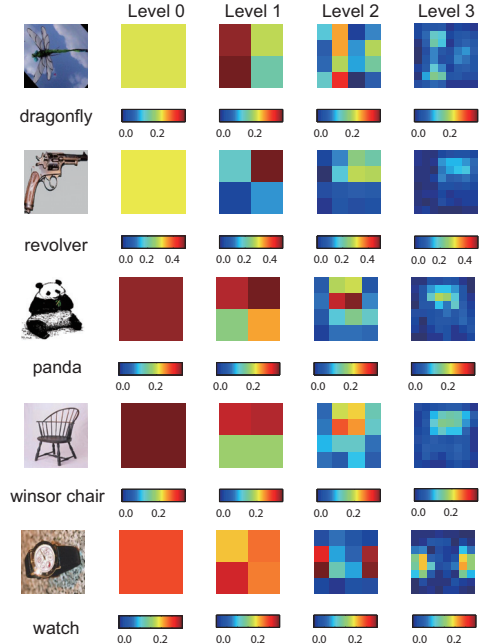 Level 0 Level 1 Level 2 Level 3
dragonfly 0.0 0.2 0.0 0.2 0.0 0.2 0.0 0.2
revolver 0.0 0.2 0.4 0.0 0.2 0.4 0.0 0.2 0.4 0.0 0.2 0.4
panda 0.0 0.2 0.0 0.2 0.0 0.2 0.0 0.2
winsor chair 0.0 0.2 0.0 0.2 0.0 0.2 0.0 0.2
watch 0.0 0.2 0.0 0.2 0.0 0.2 0.0 0.2